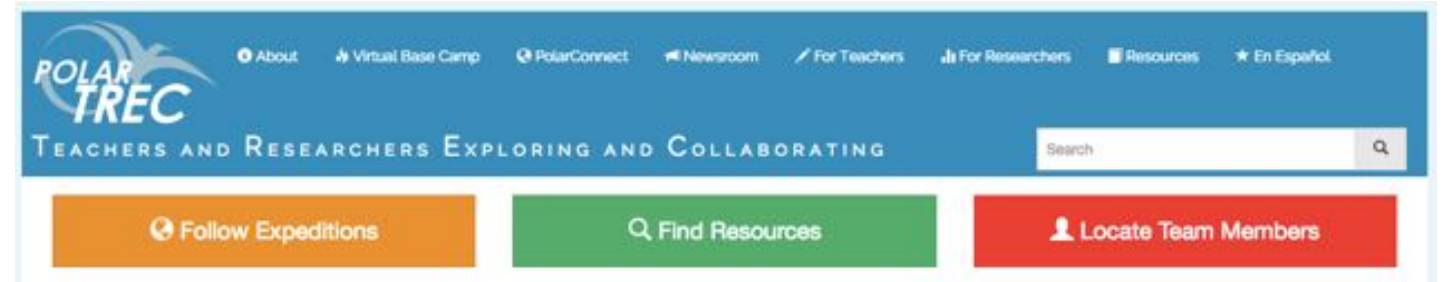 POLAR
TREC
About Virtual Base Camp PolarConnect Newsroom For Teachers For Researchers Resources En Español
TEACHERS AND RESEARCHERS EXPLORING AND COLLABORATING
Search
Follow Expeditions
Find Resources
Locate Team Members